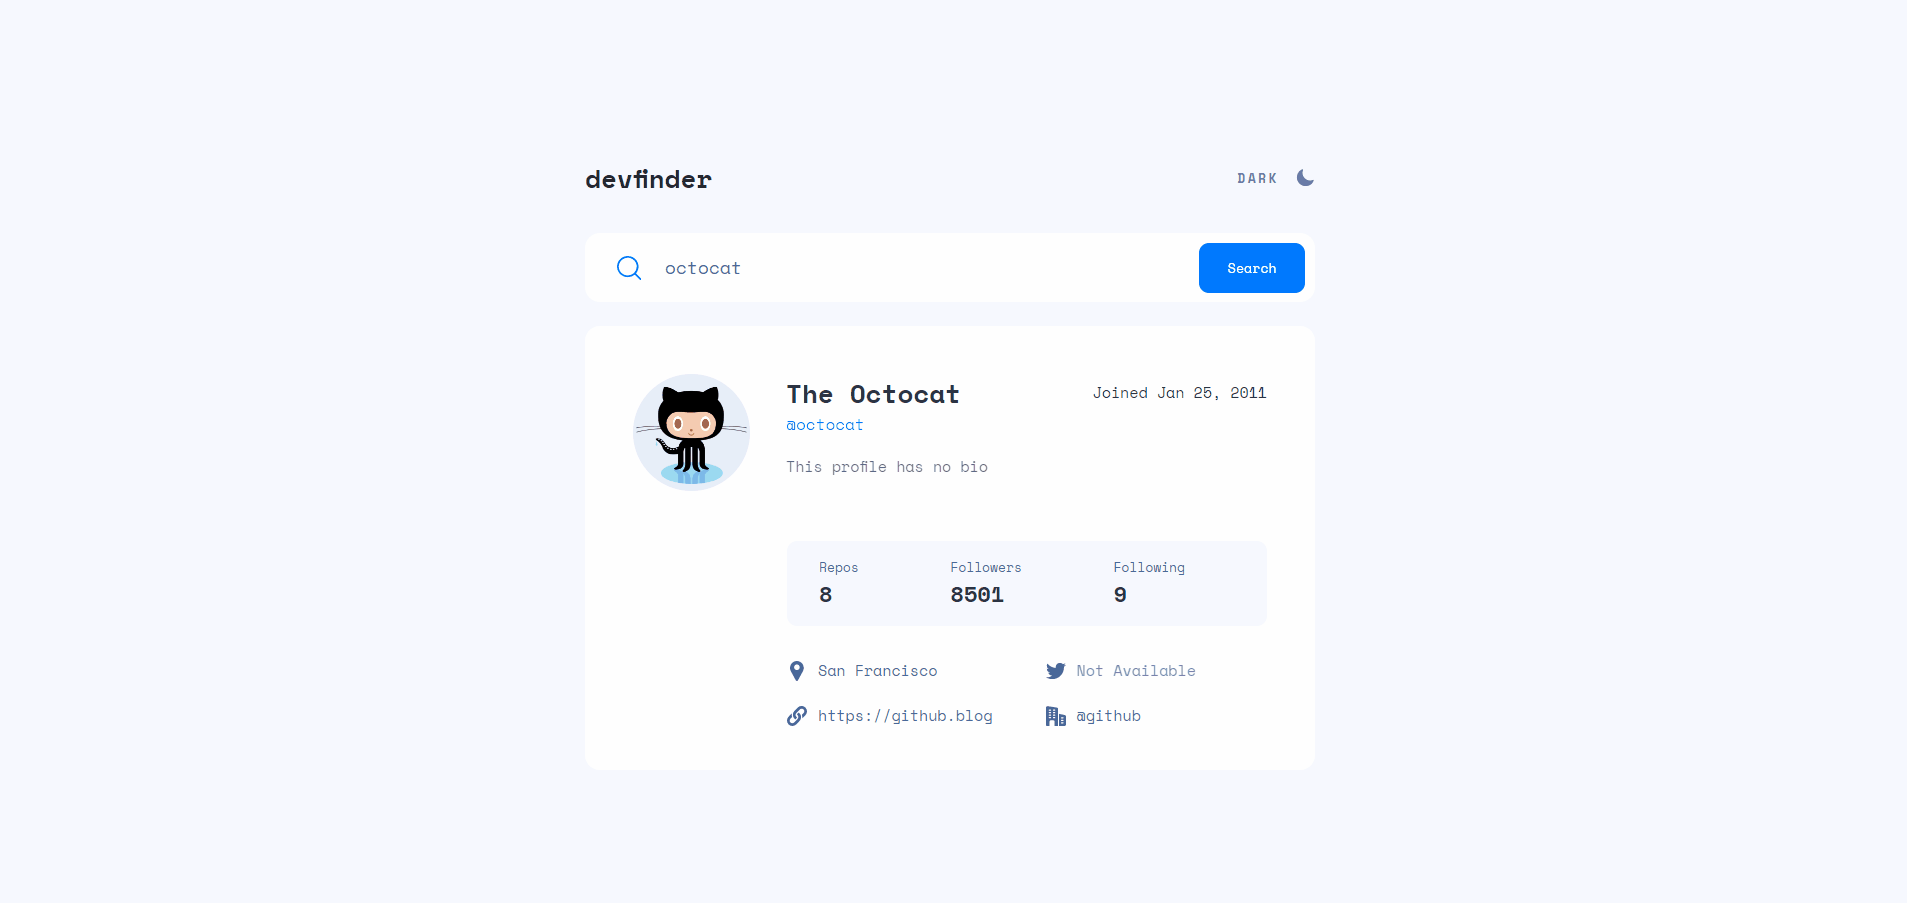 devfinder
DARK
octocat
Search
The Octocat
Joined Jan 25, 2011
@octocat
This profile has no bio
Repos Followers Following
8 8501 9
San Francisco
Not Available
https://github.blog
@github